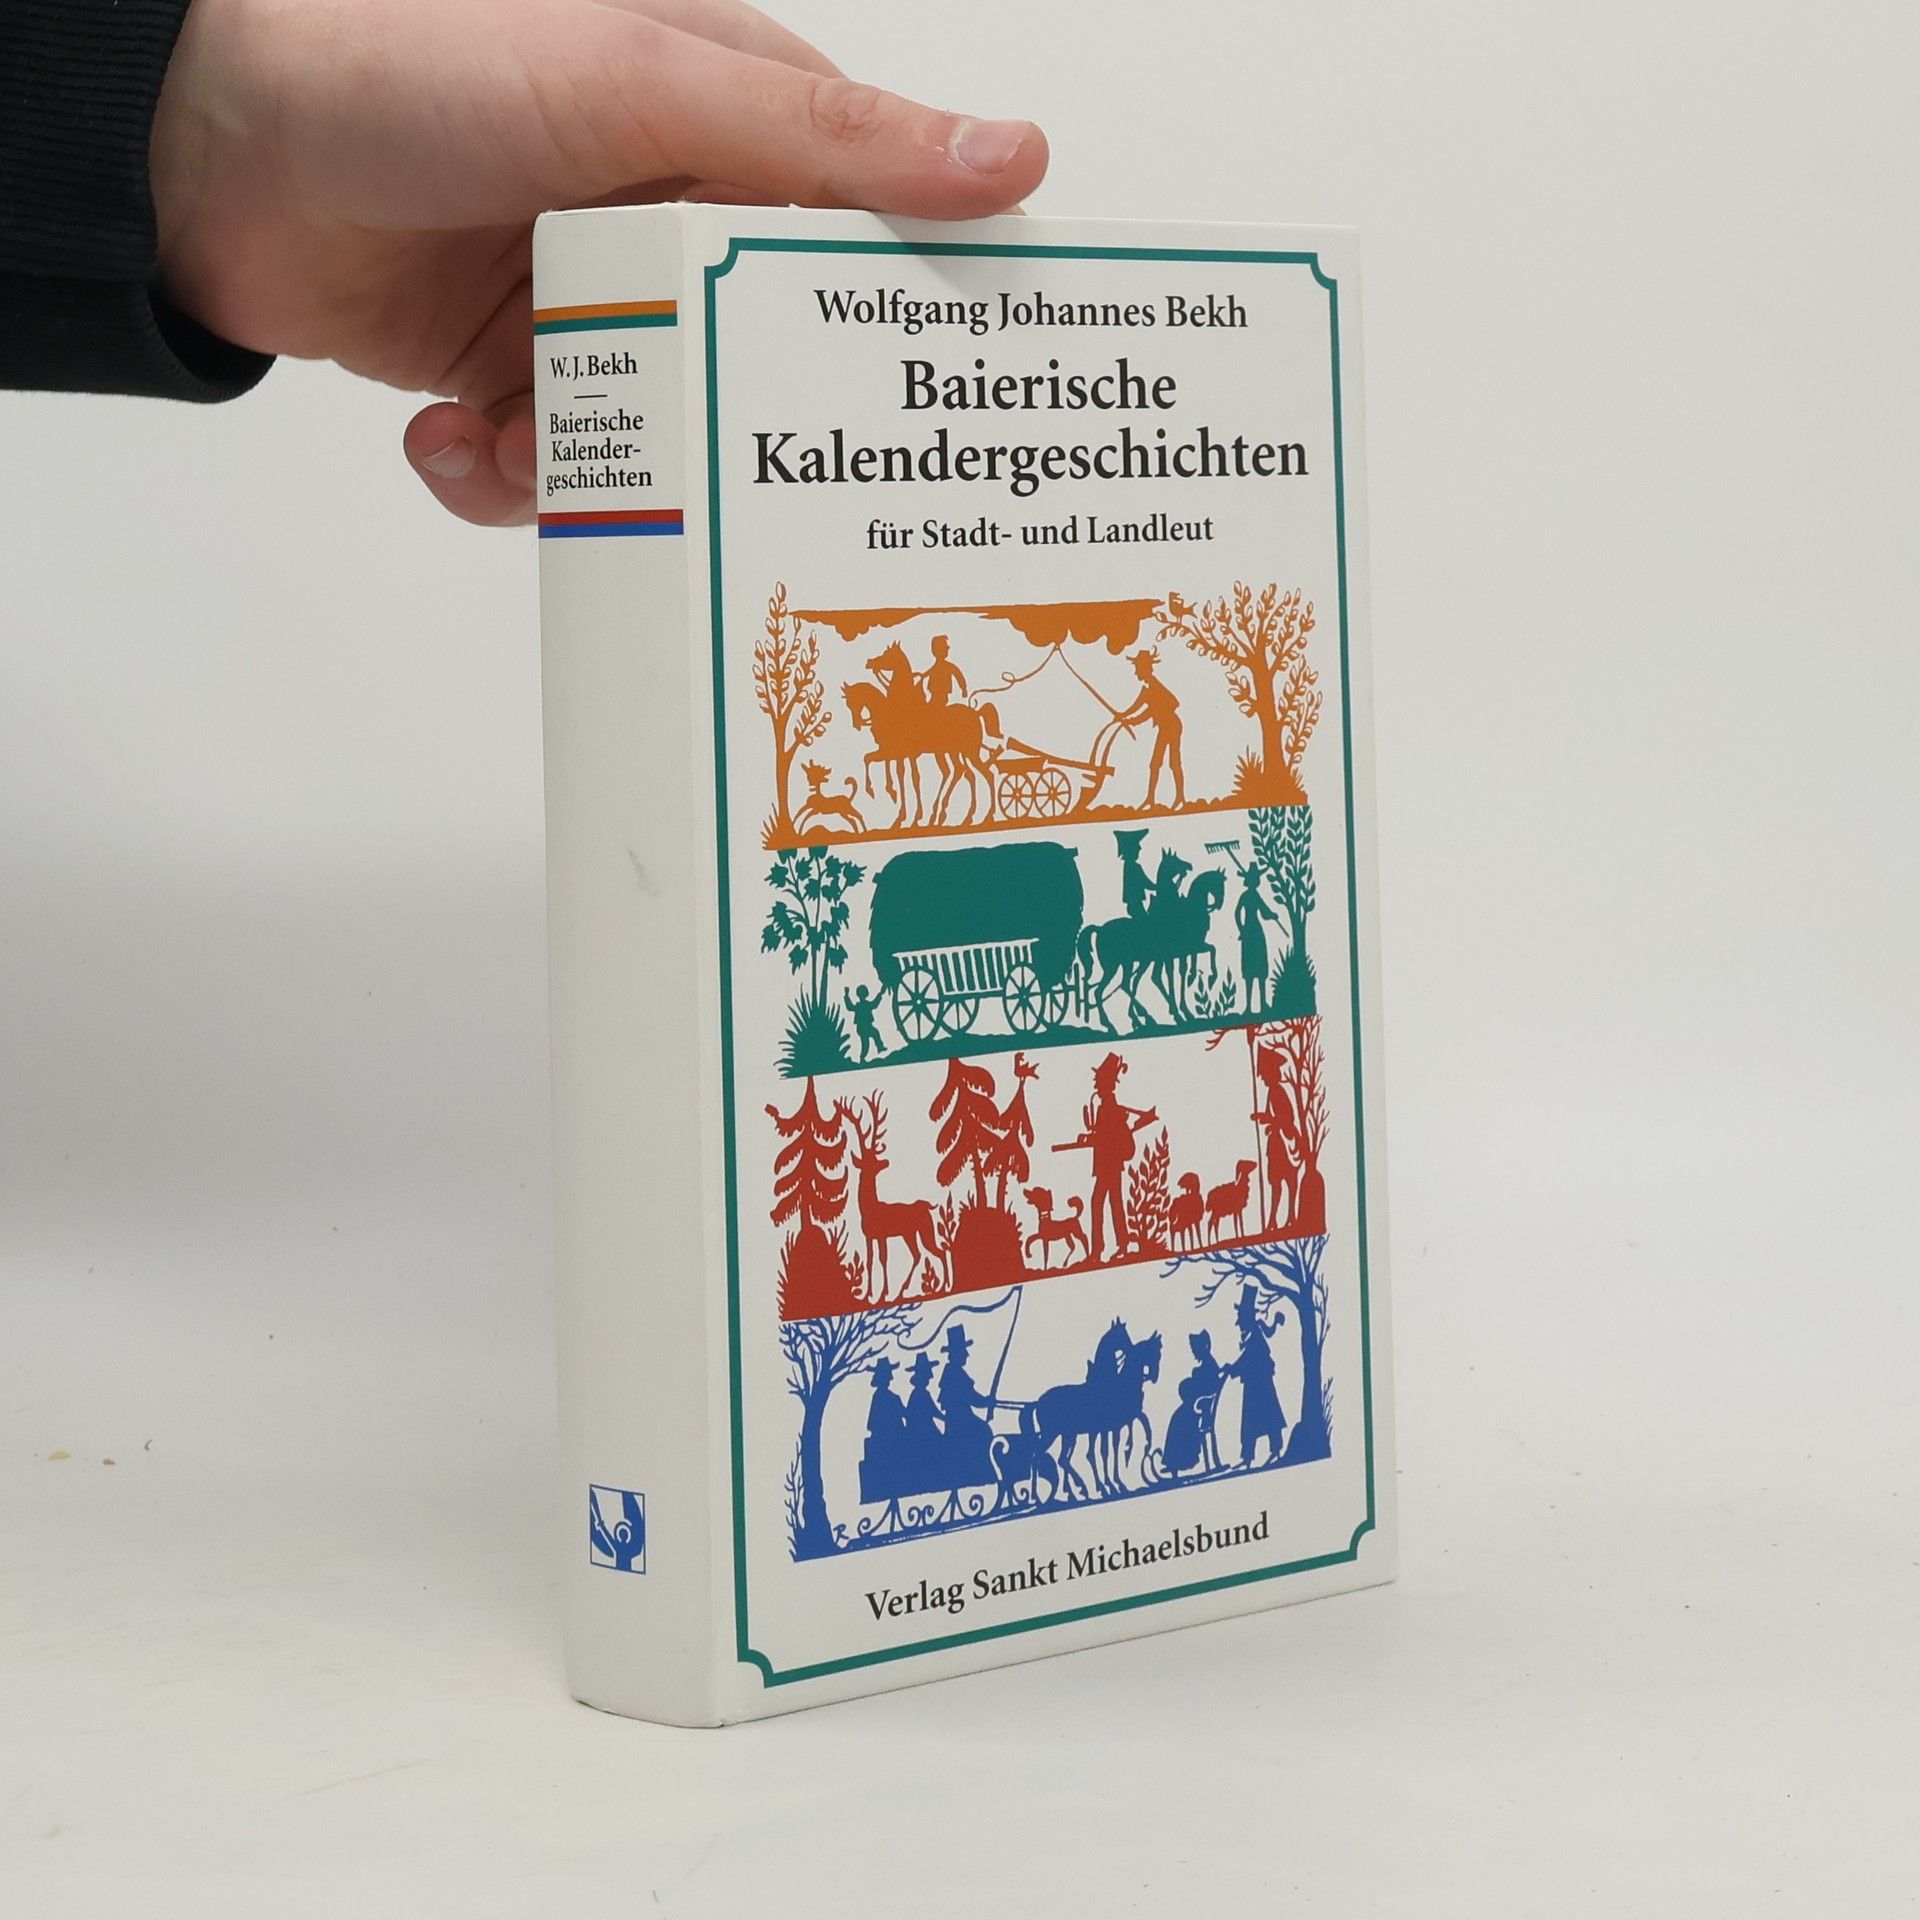 W. J. Bekh
Baierische
Kalender-
geschichten
Wolfgang Johannes Bekh
Baierische
Kalendergeschichten
für Stadt- und Landleut
R
Verlag Sankt Michaelsbund